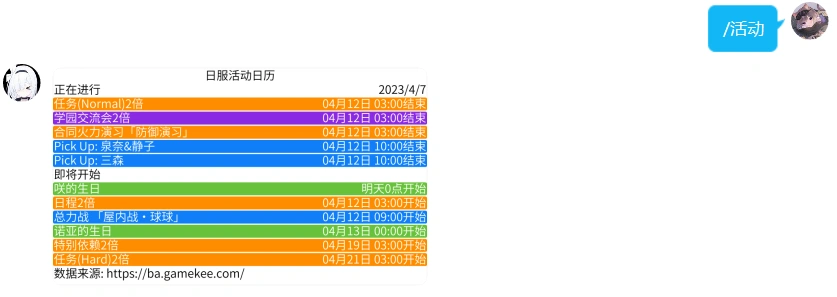 /活动
日服活动日历
正在进行 2023/4/7
任务(Normal)2倍 04月12日 03:00结束
学园交流会2倍 04月12日 03:00结束
合同火力演习「防御演习」 04月12日 03:00结束
Pick Up: 泉奈&静子 04月12日 10:00结束
Pick Up: 三森 04月12日 10:00结束
即将开始
咲的生日 明天0点开始
日程2倍 04月12日 03:00开始
总力战 「屋内战・球球」 04月12日 09:00开始
诺亚的生日 04月13日 00:00开始
特别依赖2倍 04月19日 03:00开始
任务(Hard)2倍 04月21日 03:00开始
数据来源: https://ba.gamekee.com/